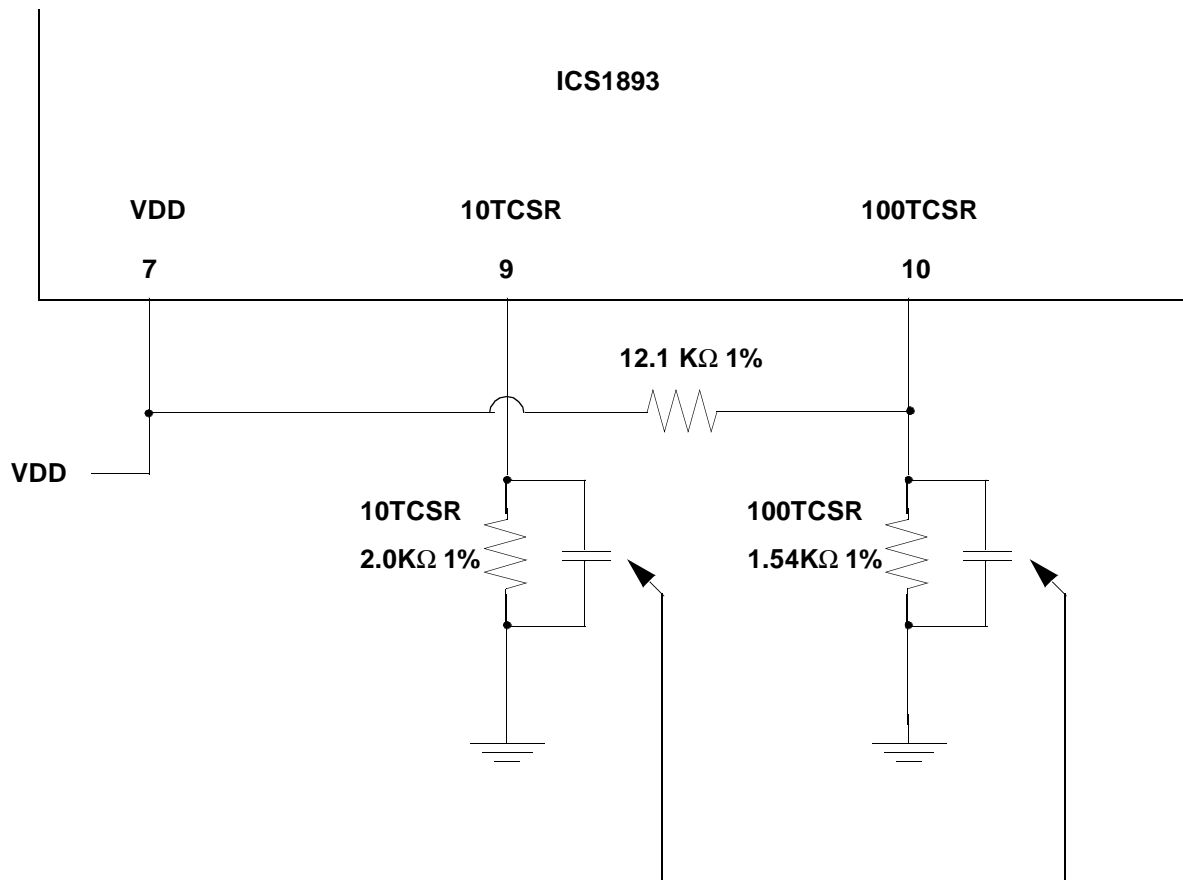 ICS1893
VDD 10TCSR 100TCSR
7 9 10
12.1 KΩ 1%
VDD
10TCSR
2.0KΩ 1%
100TCSR
1.54KΩ 1%